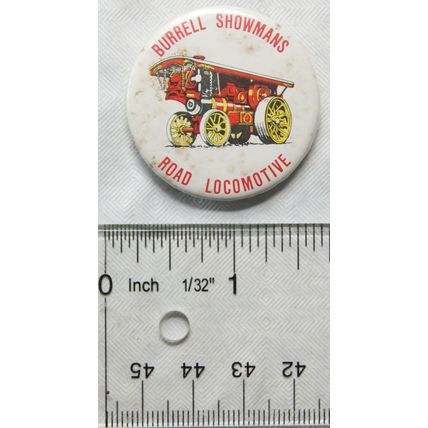 BURRELL SHOWMANS
ROAD LOCOMOTIVE
0 Inch 1/32" 1
45 44 43 42